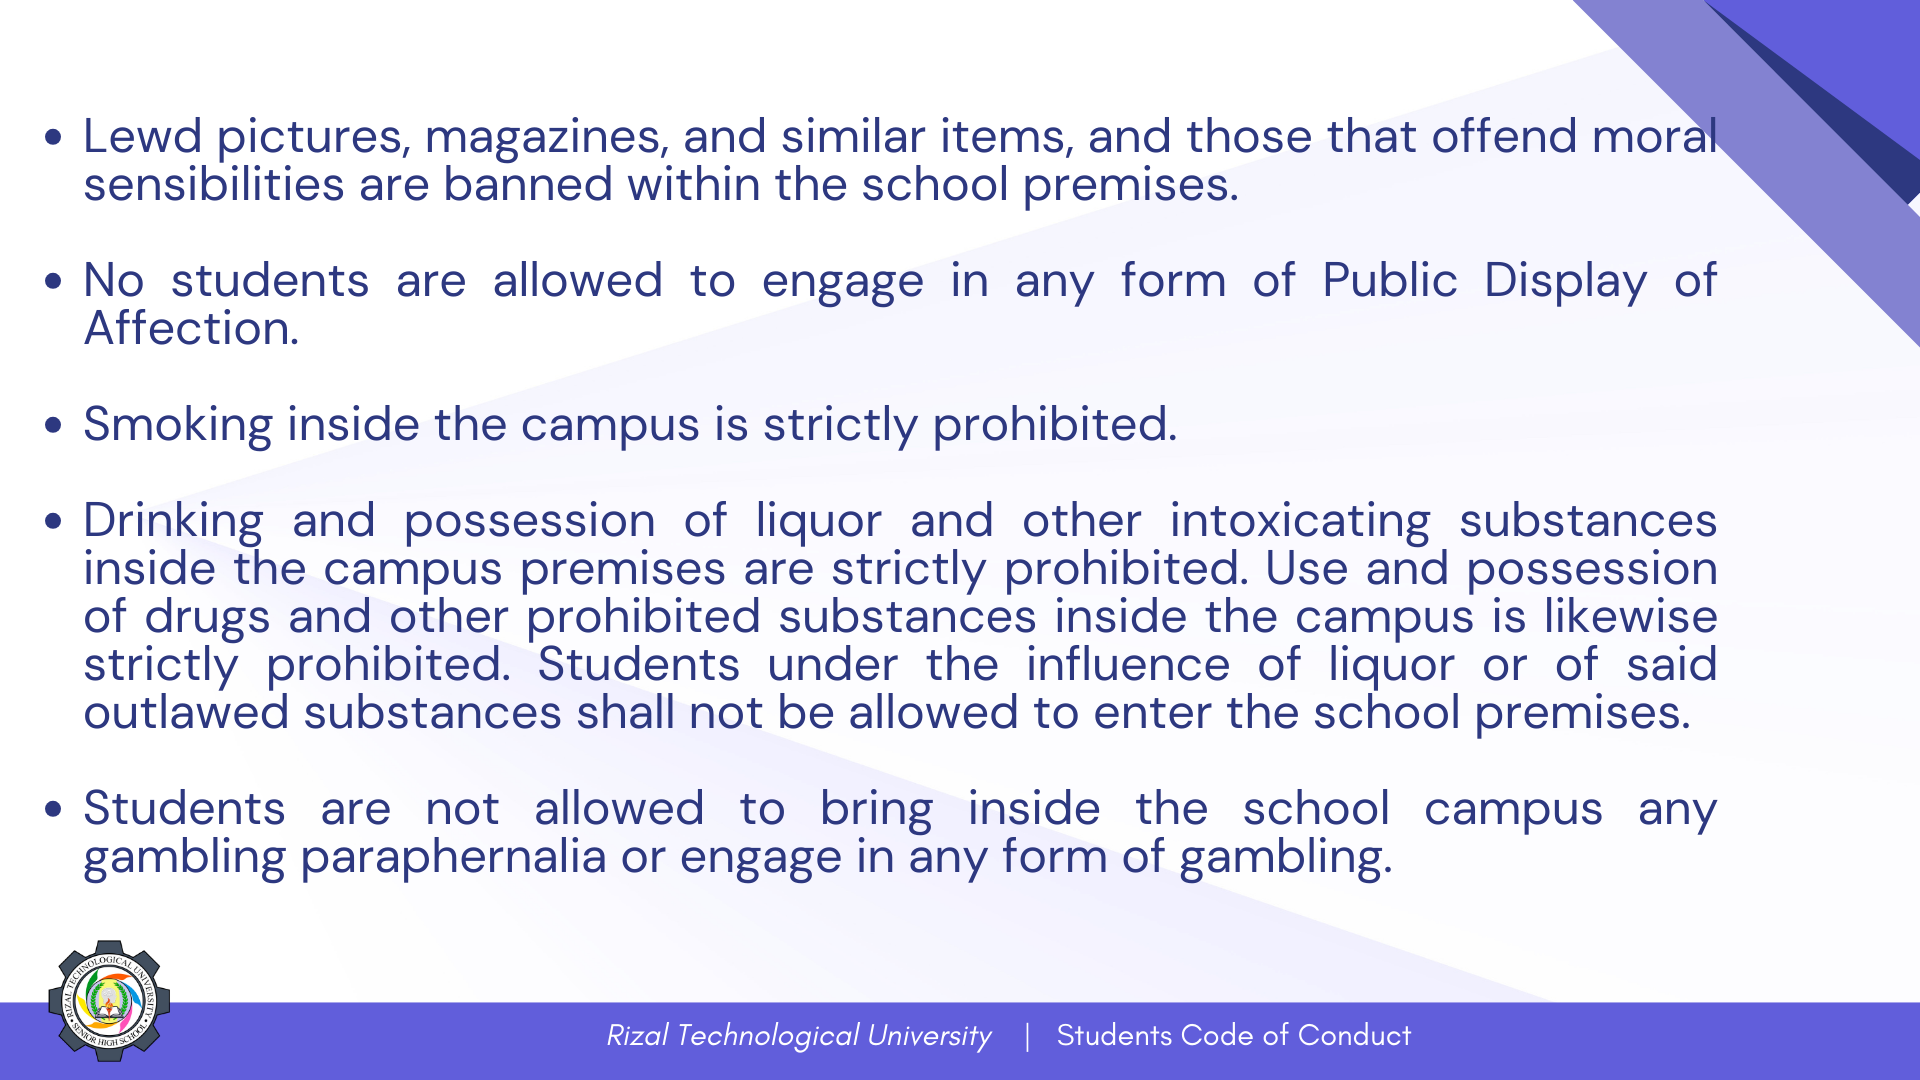 • Lewd pictures, magazines, and similar items, and those that offend moral
sensibilities are banned within the school premises.
• No students are allowed to engage in any form of Public Display of
Affection.
• Smoking inside the campus is strictly prohibited.
• Drinking and possession of liquor and other intoxicating substances
inside the campus premises are strictly prohibited. Use and possession
of drugs and other prohibited substances inside the campus is likewise
strictly prohibited. Students under the influence of liquor or of said
outlawed substances shall not be allowed to enter the school premises.
• Students are not allowed to bring inside the school campus any
gambling paraphernalia or engage in any form of gambling.
RIZAL TECHNOLOGICAL UNIVERSITY
• SENIOR HIGH SCHOOL •
Rizal Technological University | Students Code of Conduct